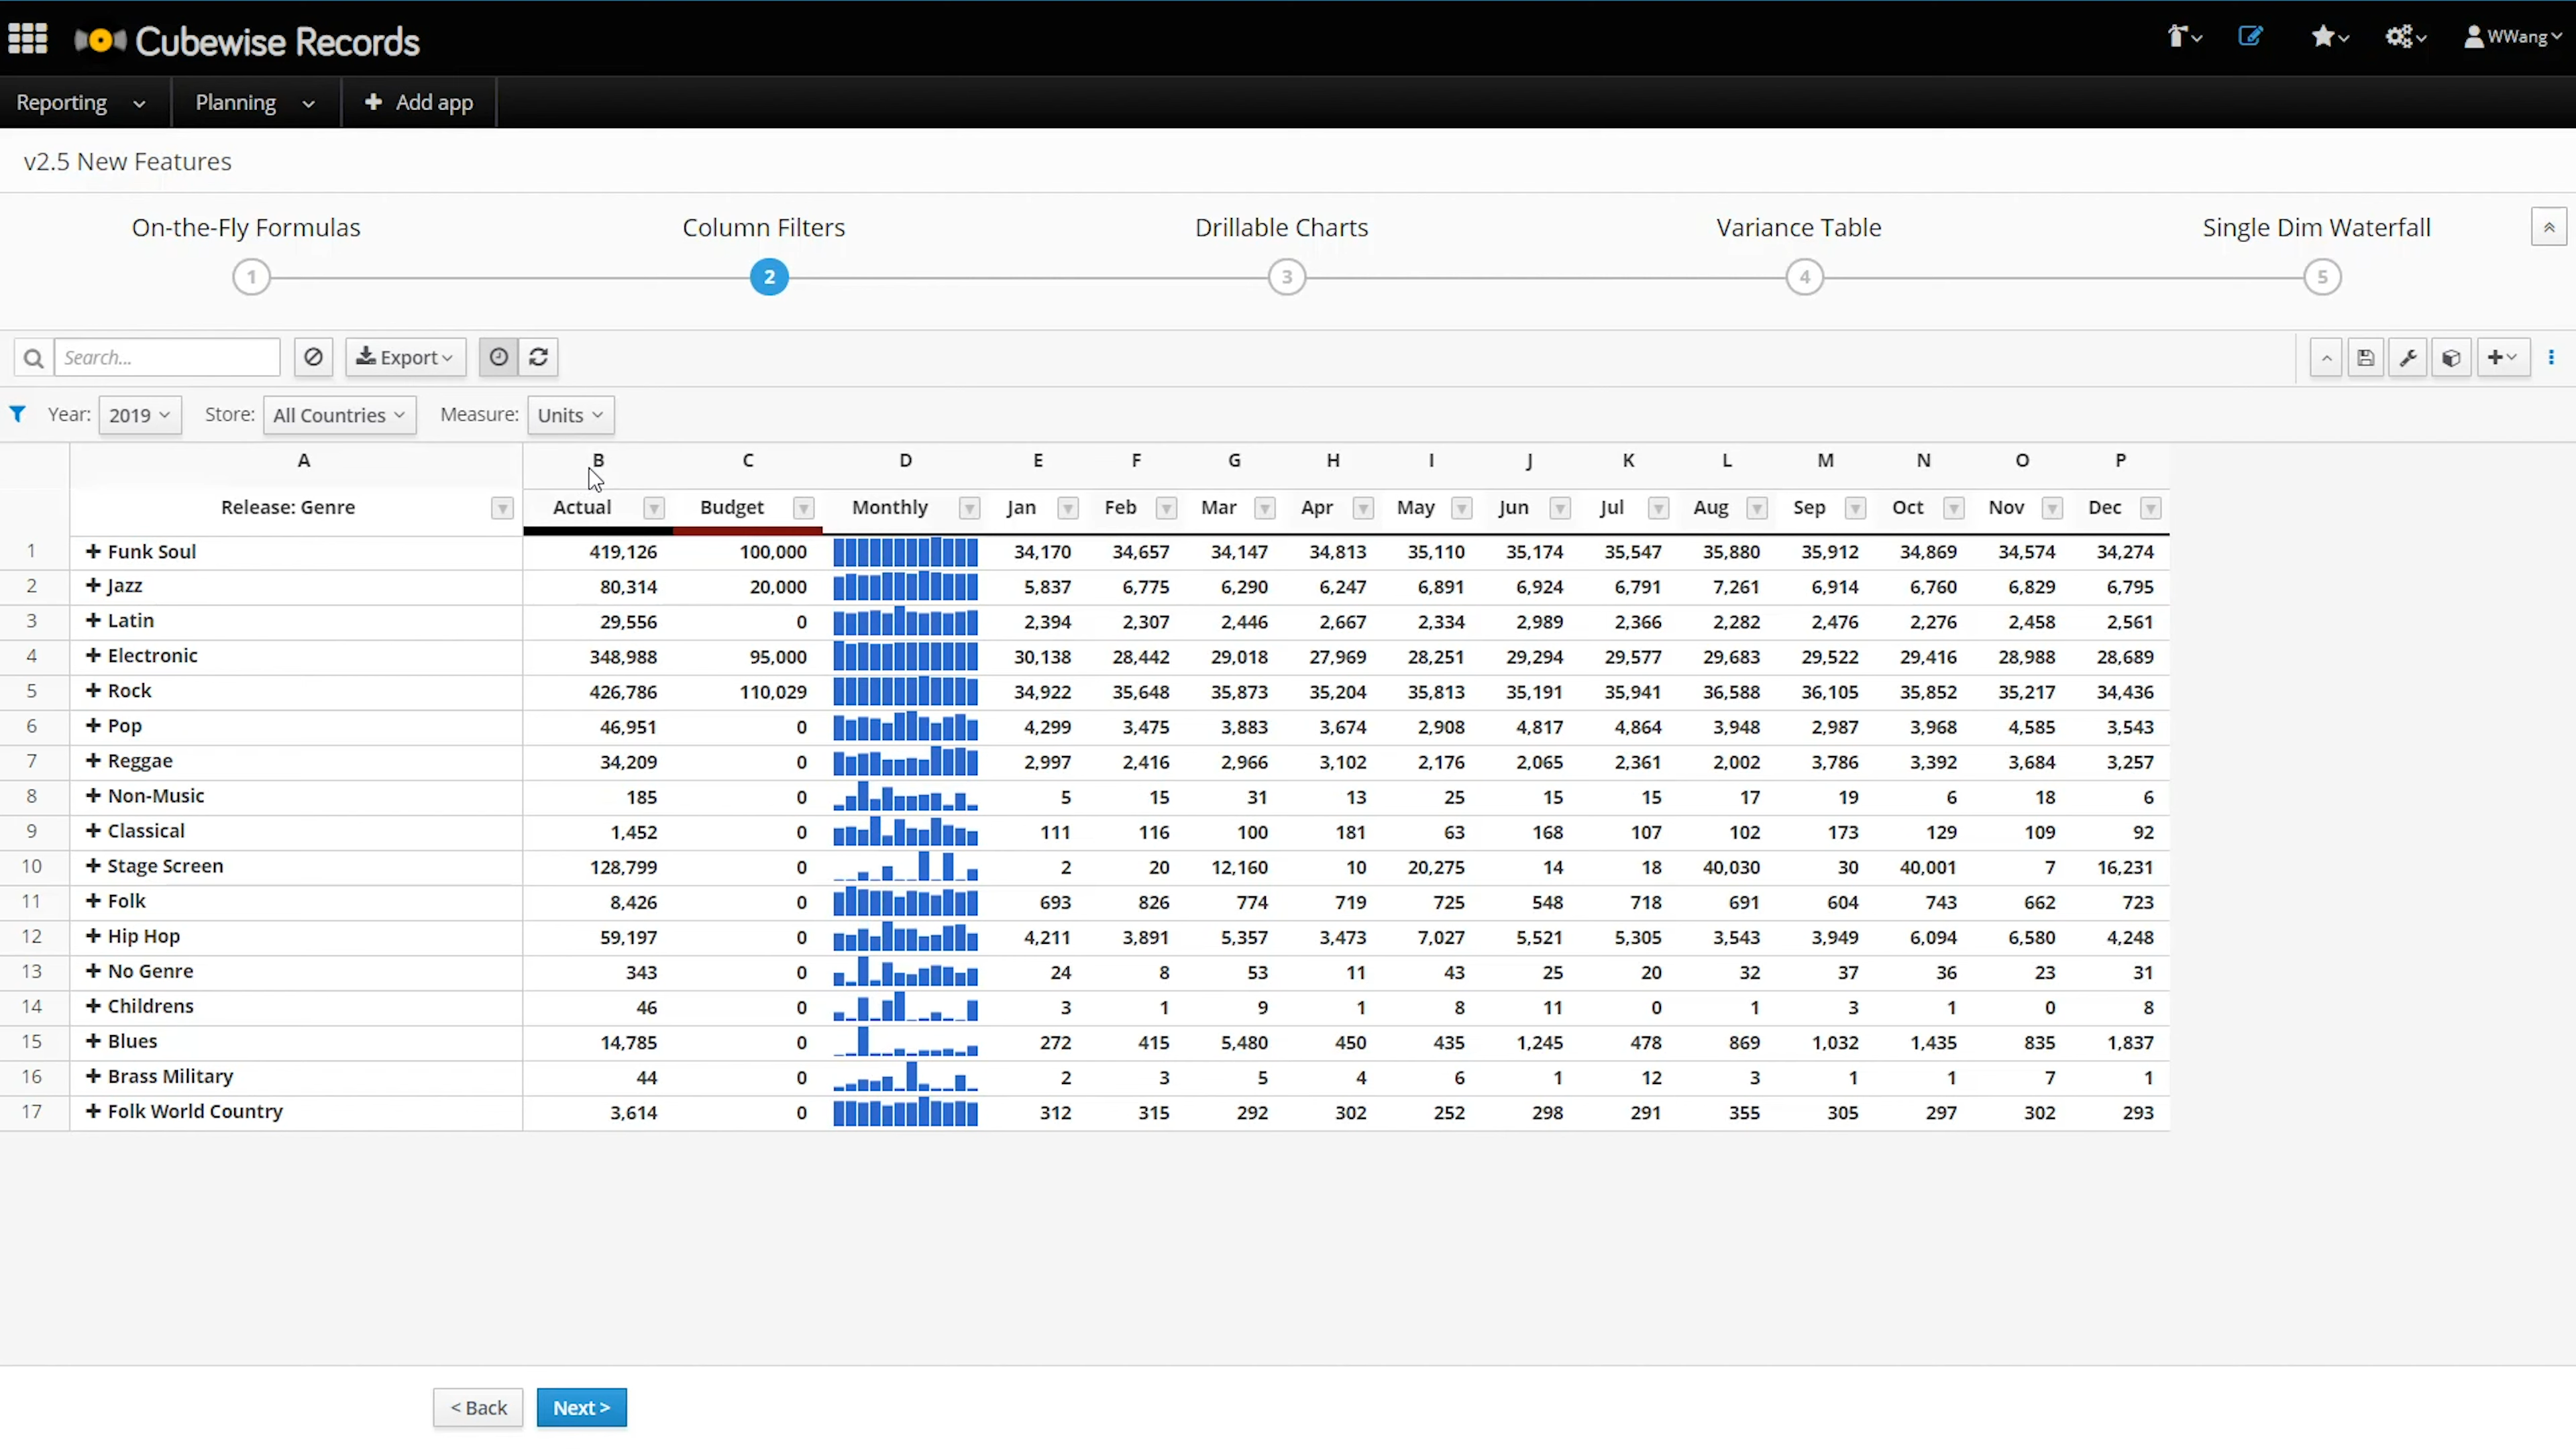 Cubewise Records
WWang
Reporting Planning + Add app
v2.5 New Features
On-the-Fly Formulas Column Filters Drillable Charts Variance Table Single Dim Waterfall
1 2 3 4 5
Search... Export
Year: 2019 Store: All Countries Measure: Units
A B C D E F G H I J K L M N O P
Release: Genre Actual Budget Monthly Jan Feb Mar Apr May Jun Jul Aug Sep Oct Nov Dec
1 + Funk Soul 419,126 100,000 34,170 34,657 34,147 34,813 35,110 35,174 35,547 35,880 35,912 34,869 34,574 34,274
2 + Jazz 80,314 20,000 5,837 6,775 6,290 6,247 6,891 6,924 6,791 7,261 6,914 6,760 6,829 6,795
3 + Latin 29,556 0 2,394 2,307 2,446 2,667 2,334 2,989 2,366 2,282 2,476 2,276 2,458 2,561
4 + Electronic 348,988 95,000 30,138 28,442 29,018 27,969 28,251 29,294 29,577 29,683 29,522 29,416 28,988 28,689
5 + Rock 426,786 110,029 34,922 35,648 35,873 35,204 35,813 35,191 35,941 36,588 36,105 35,852 35,217 34,436
6 + Pop 46,951 0 4,299 3,475 3,883 3,674 2,908 4,817 4,864 3,948 2,987 3,968 4,585 3,543
7 + Reggae 34,209 0 2,997 2,416 2,966 3,102 2,176 2,065 2,361 2,002 3,786 3,392 3,684 3,257
8 + Non-Music 185 0 5 15 31 13 25 15 15 17 19 6 18 6
9 + Classical 1,452 0 111 116 100 181 63 168 107 102 173 129 109 92
10 + Stage Screen 128,799 0 2 20 12,160 10 20,275 14 18 40,030 30 40,001 7 16,231
11 + Folk 8,426 0 693 826 774 719 725 548 718 691 604 743 662 723
12 + Hip Hop 59,197 0 4,211 3,891 5,357 3,473 7,027 5,521 5,305 3,543 3,949 6,094 6,580 4,248
13 + No Genre 343 0 24 8 53 11 43 25 20 32 37 36 23 31
14 + Childrens 46 0 3 1 9 1 8 11 0 1 3 1 0 8
15 + Blues 14,785 0 272 415 5,480 450 435 1,245 478 869 1,032 1,435 835 1,837
16 + Brass Military 44 0 2 3 5 4 6 1 12 3 1 1 7 1
17 + Folk World Country 3,614 0 312 315 292 302 252 298 291 355 305 297 302 293
< Back Next >